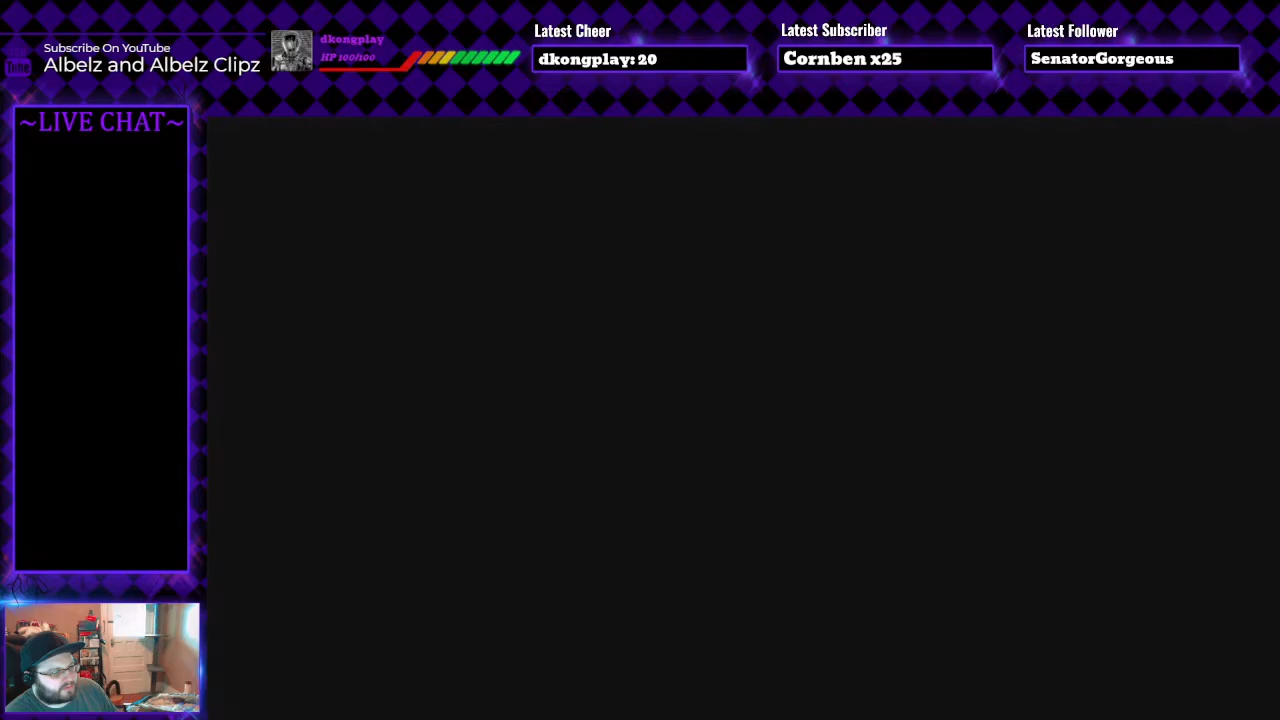 Subscribe On YouTube
Albelz and Albelz Clipz
Tube
dkongplay
HP 100/100
Latest Cheer
dkongplay: 20
Latest Subscriber
Cornben x25
Latest Follower
SenatorGorgeous
~LIVE CHAT~